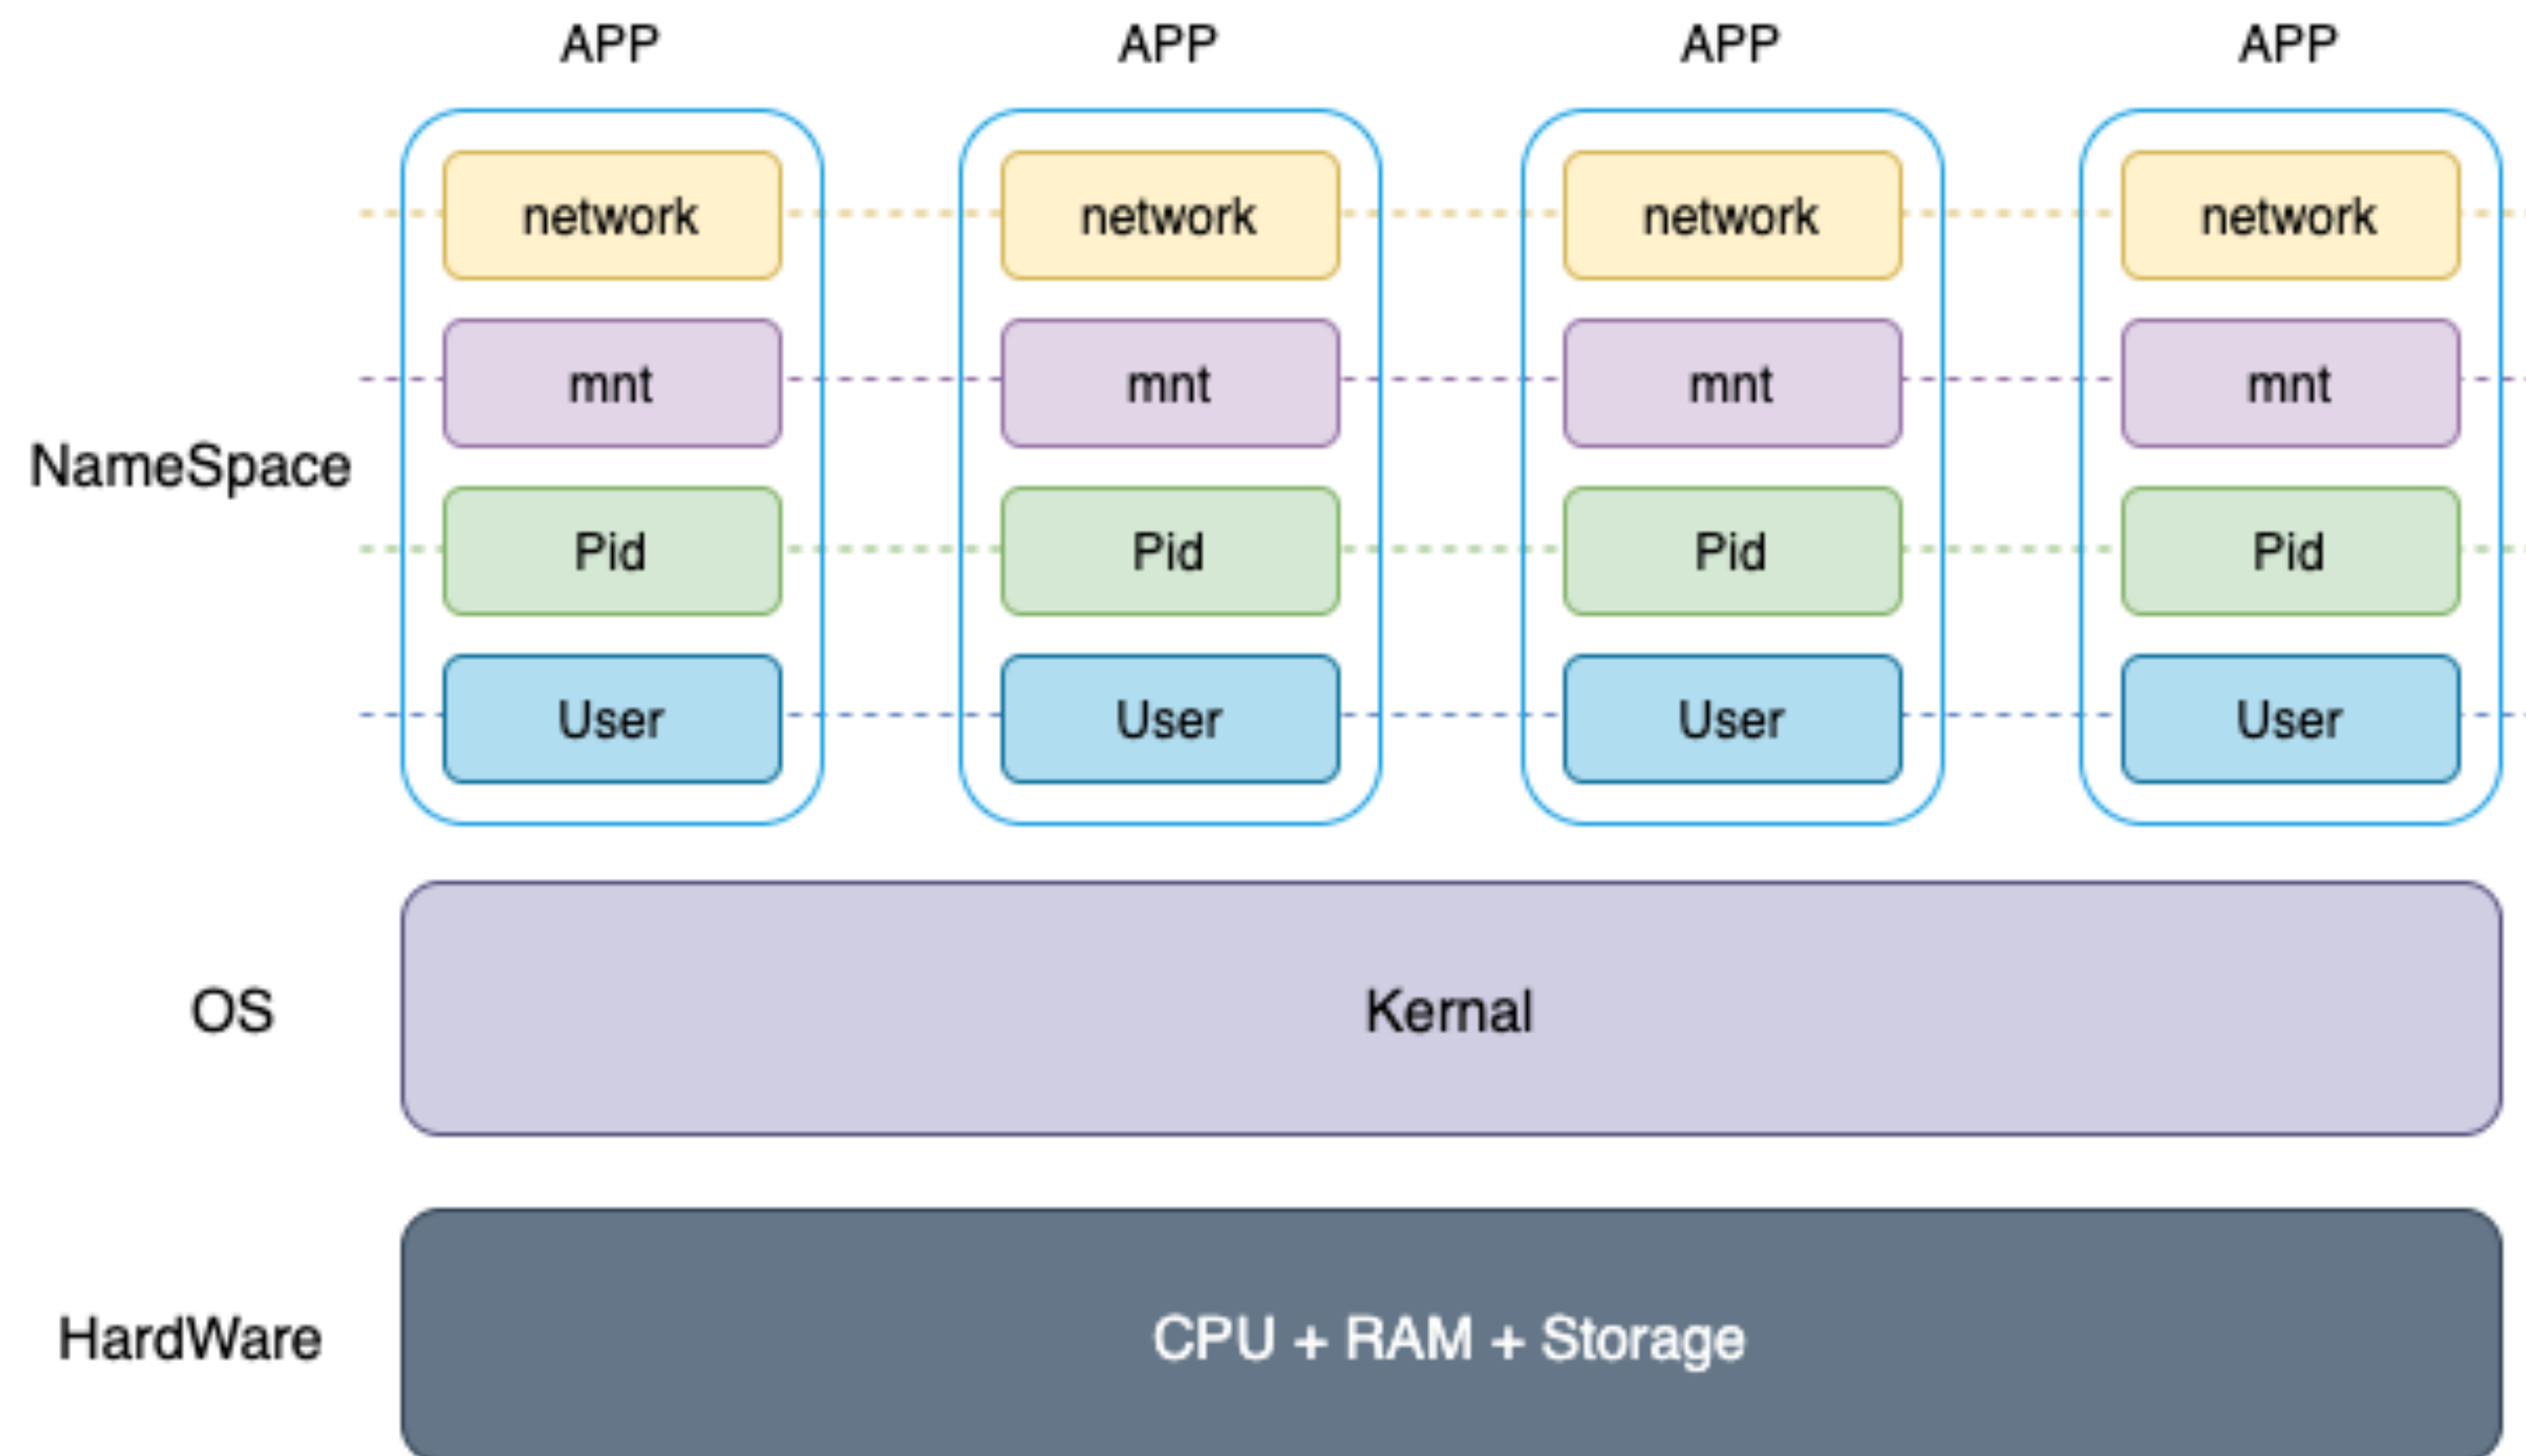 APP APP APP APP
network network network network
mnt mnt mnt mnt
NameSpace
Pid Pid Pid Pid
User User User User
OS Kernal
HardWare CPU + RAM + Storage